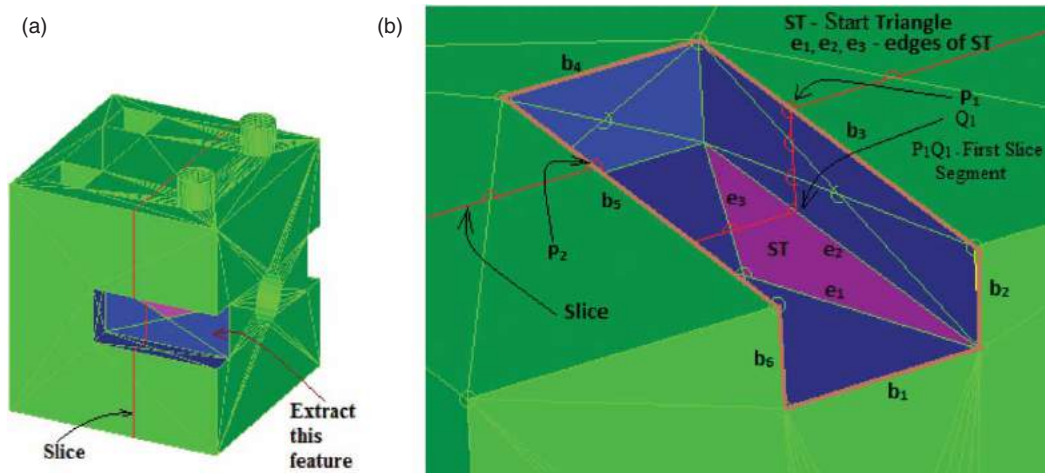 (a)
Slice
Extract
this
feature
(b)
ST - Start Triangle
e1, e2, e3 - edges of ST
b4
P1
Q1
b3
P1Q1 - First Slice
Segment
e3
b5
P2
ST
e2
Slice
e1
b2
b6
b1